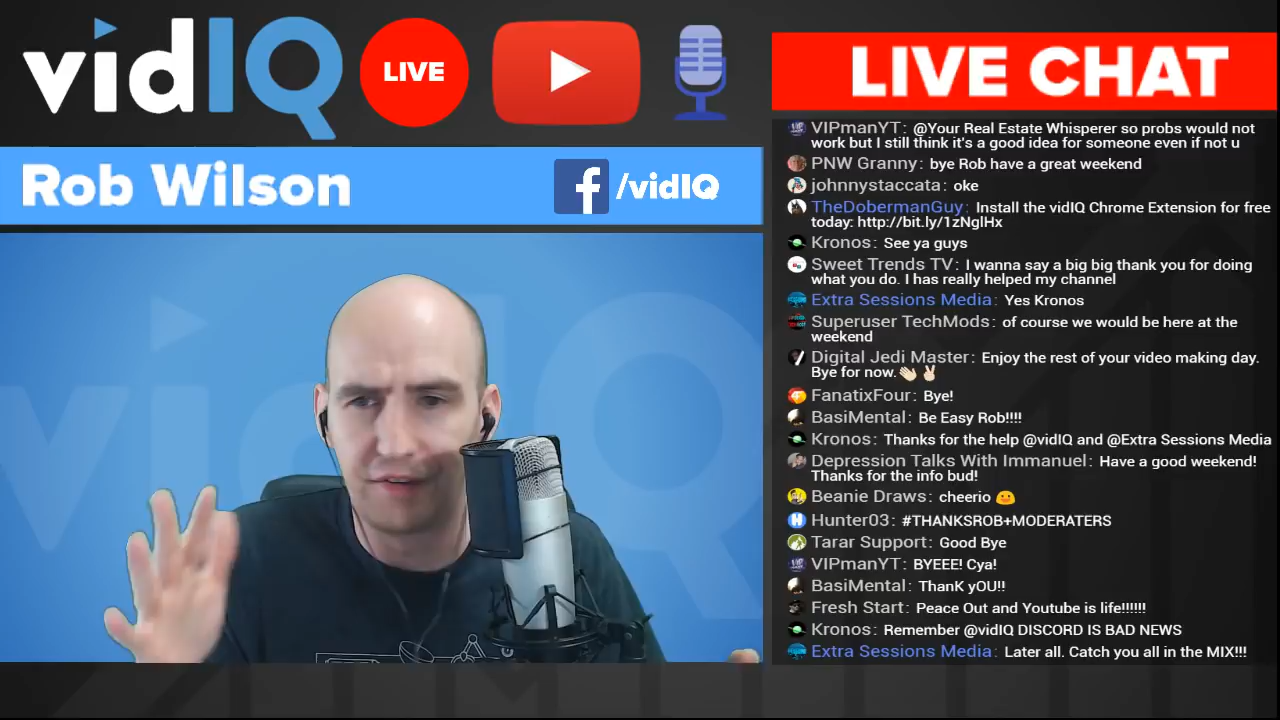 vidIQ
LIVE
LIVE CHAT
Rob Wilson
f /vidIQ
VIPmanYT: @Your Real Estate Whisperer so probs would not
work but I still think it's a good idea for someone even if not u
PNW Granny: bye Rob have a great weekend
johnnystaccata: oke
TheDobermanGuy: Install the vidIQ Chrome Extension for free
today: http://bit.ly/1zNglHx
Kronos: See ya guys
Sweet Trends TV: I wanna say a big big thank you for doing
what you do. I has really helped my channel
Extra Sessions Media: Yes Kronos
Superuser TechMods: of course we would be here at the
weekend
Digital Jedi Master: Enjoy the rest of your video making day.
Bye for now.👋🏻✌🏻
FanatixFour: Bye!
BasiMental: Be Easy Rob!!!!
Kronos: Thanks for the help @vidIQ and @Extra Sessions Media
Depression Talks With Immanuel: Have a good weekend!
Thanks for the info bud!
Beanie Draws: cheerio 🙂
Hunter03: #THANKSROB+MODERATERS
Tarar Support: Good Bye
VIPmanYT: BYEEE! Cya!
BasiMental: ThanK yOU!!
Fresh Start: Peace Out and Youtube is life!!!!!!
Kronos: Remember @vidIQ DISCORD IS BAD NEWS
Extra Sessions Media: Later all. Catch you all in the MIX!!!